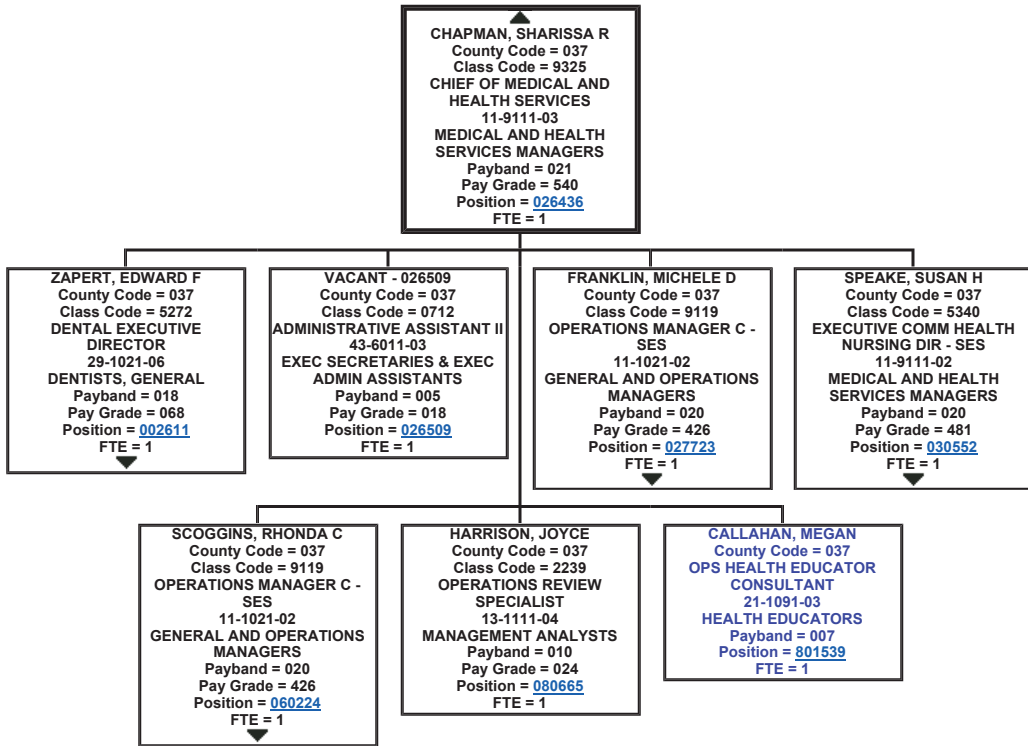 CHAPMAN, SHARISSA R
County Code = 037
Class Code = 9325
CHIEF OF MEDICAL AND
HEALTH SERVICES
11-9111-03
MEDICAL AND HEALTH
SERVICES MANAGERS
Payband = 021
Pay Grade = 540
Position = 026436
FTE = 1
ZAPERT, EDWARD F
County Code = 037
Class Code = 5272
DENTAL EXECUTIVE
DIRECTOR
29-1021-06
DENTISTS, GENERAL
Payband = 018
Pay Grade = 068
Position = 002611
FTE = 1
VACANT - 026509
County Code = 037
Class Code = 0712
ADMINISTRATIVE ASSISTANT II
43-6011-03
EXEC SECRETARIES & EXEC
ADMIN ASSISTANTS
Payband = 005
Pay Grade = 018
Position = 026509
FTE = 1
FRANKLIN, MICHELE D
County Code = 037
Class Code = 9119
OPERATIONS MANAGER C -
SES
11-1021-02
GENERAL AND OPERATIONS
MANAGERS
Payband = 020
Pay Grade = 426
Position = 027723
FTE = 1
SPEAKE, SUSAN H
County Code = 037
Class Code = 5340
EXECUTIVE COMM HEALTH
NURSING DIR - SES
11-9111-02
MEDICAL AND HEALTH
SERVICES MANAGERS
Payband = 020
Pay Grade = 481
Position = 030552
FTE = 1
SCOGGINS, RHONDA C
County Code = 037
Class Code = 9119
OPERATIONS MANAGER C -
SES
11-1021-02
GENERAL AND OPERATIONS
MANAGERS
Payband = 020
Pay Grade = 426
Position = 060224
FTE = 1
HARRISON, JOYCE
County Code = 037
Class Code = 2239
OPERATIONS REVIEW
SPECIALIST
13-1111-04
MANAGEMENT ANALYSTS
Payband = 010
Pay Grade = 024
Position = 080665
FTE = 1
CALLAHAN, MEGAN
County Code = 037
OPS HEALTH EDUCATOR
CONSULTANT
21-1091-03
HEALTH EDUCATORS
Payband = 007
Position = 801539
FTE = 1